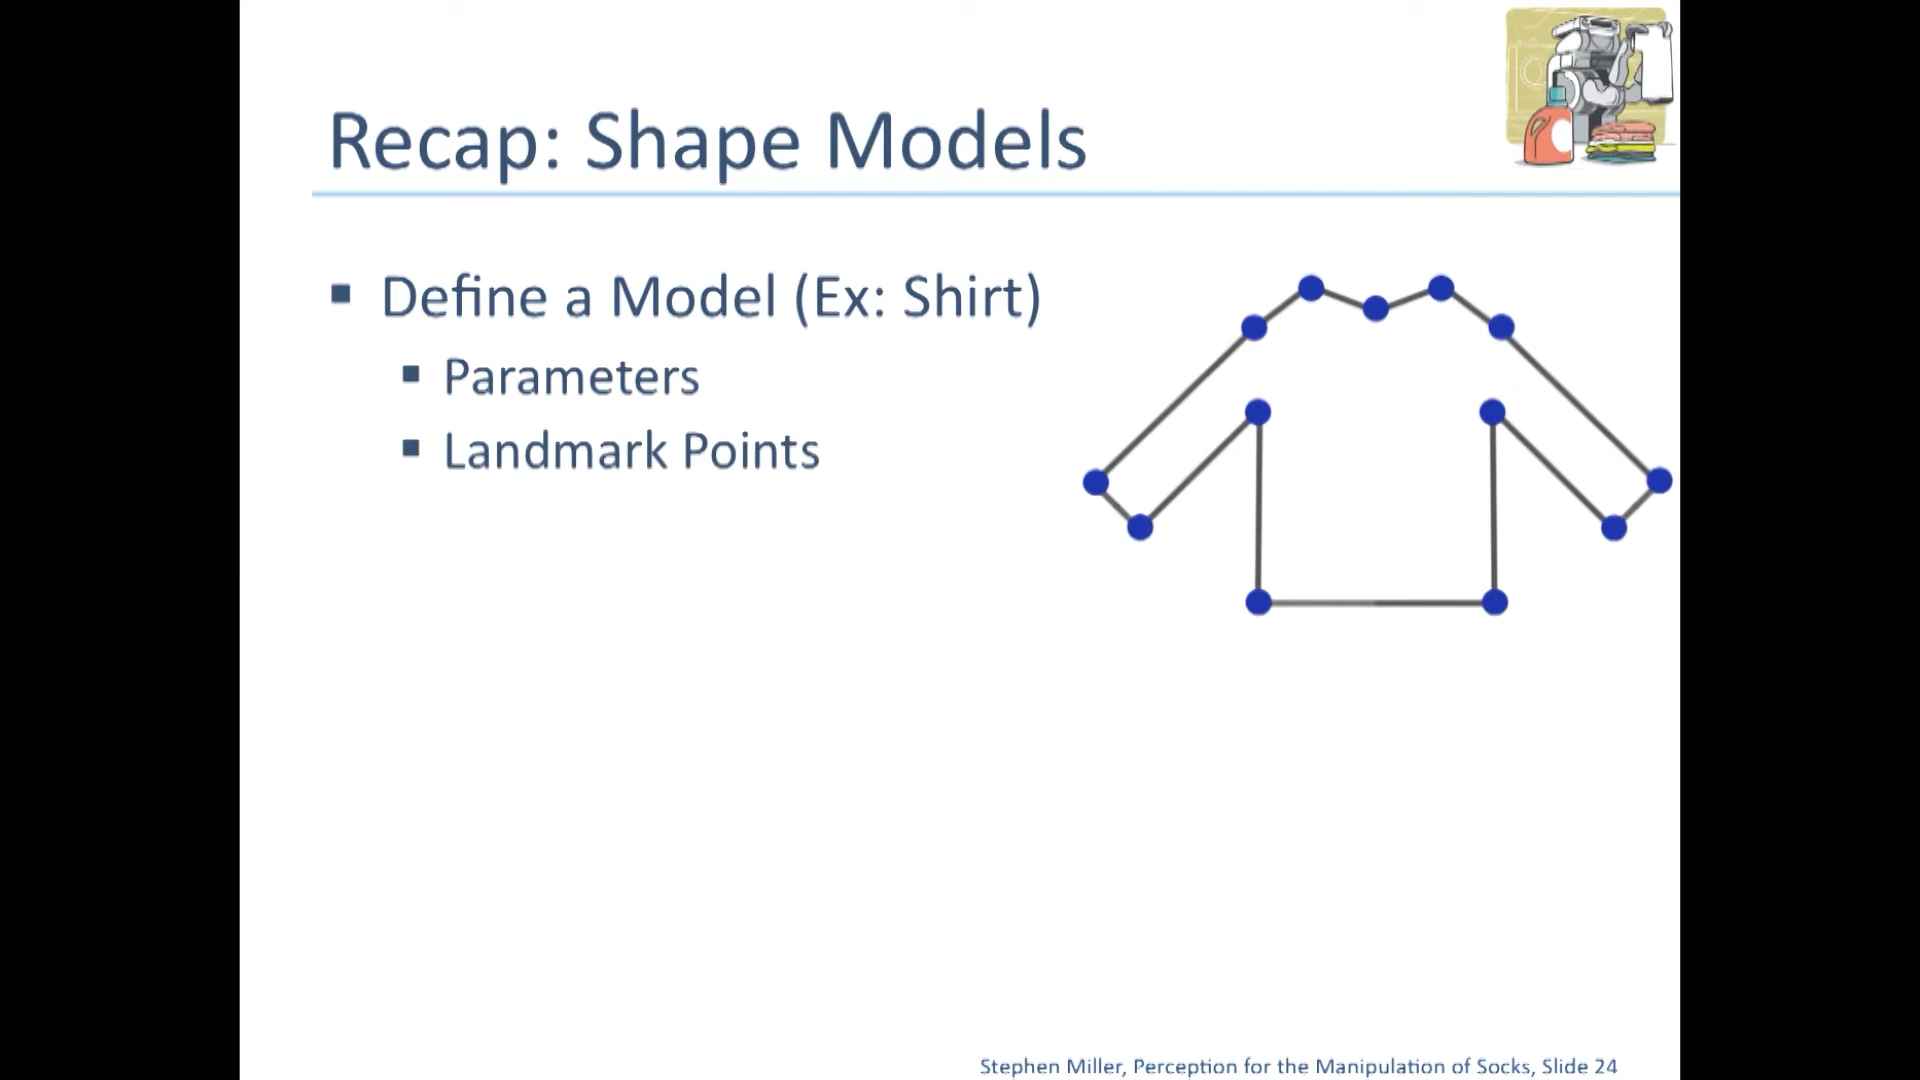 Recap: Shape Models
Define a Model (Ex: Shirt)
Parameters
Landmark Points
Stephen Miller, Perception for the Manipulation of Socks, Slide 24